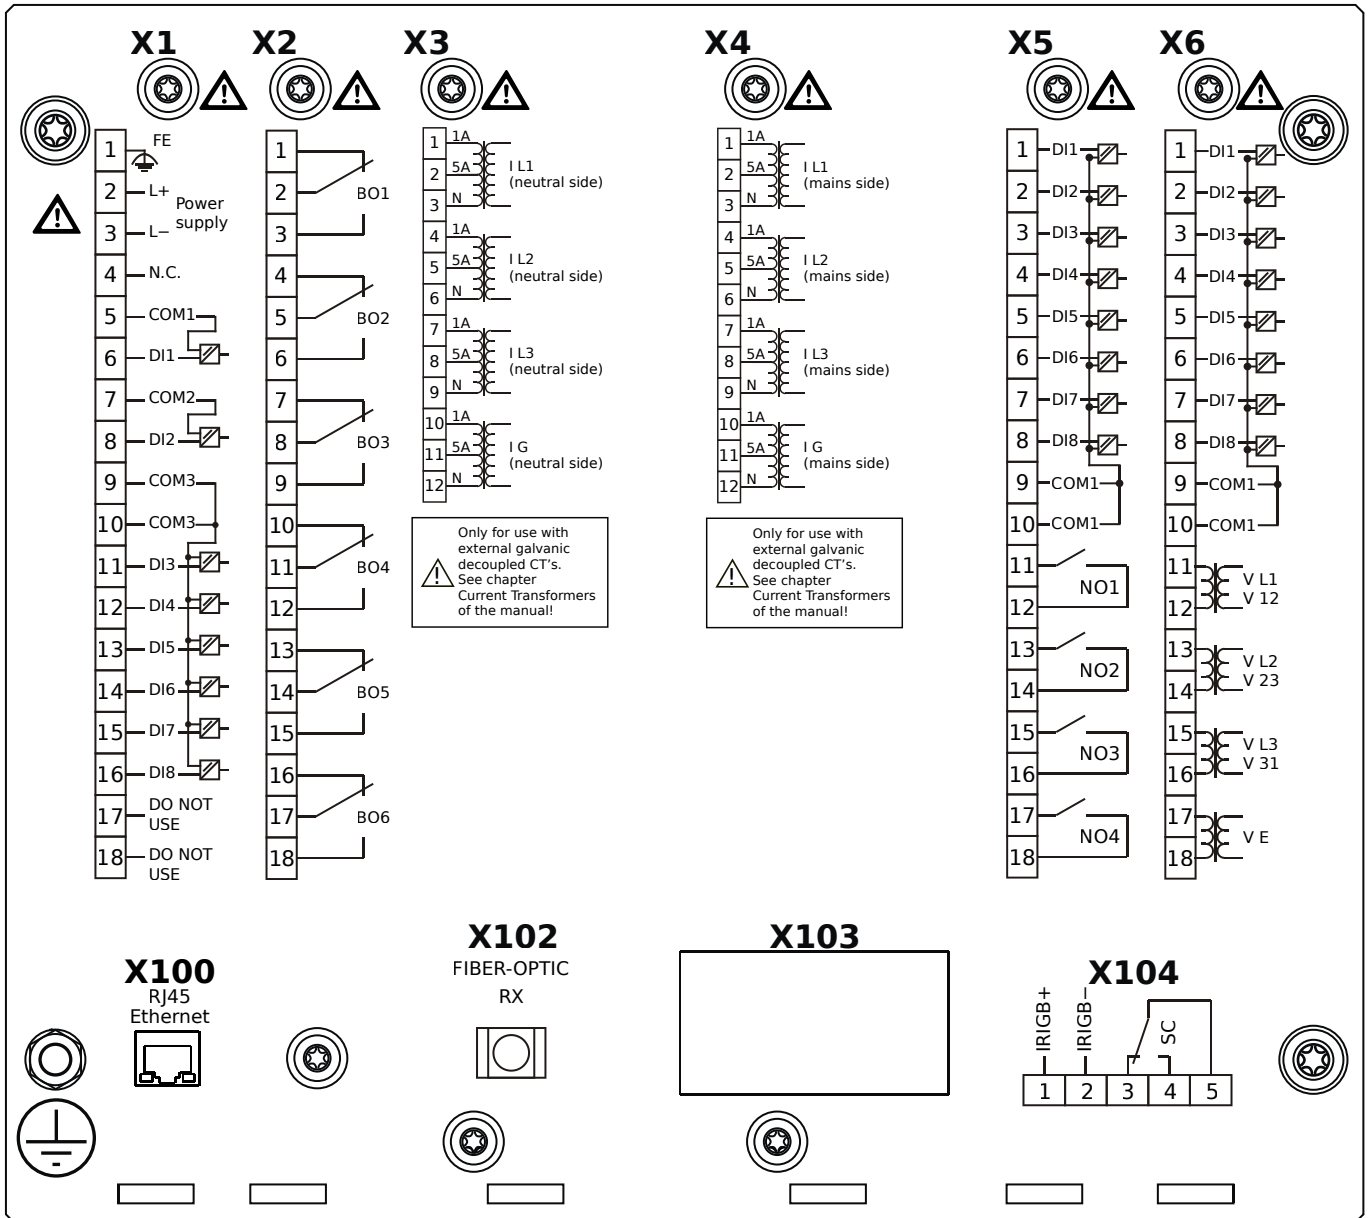 X1
X2
X3
X4
X5
X6
1
FE
2
L+
Power
supply
3
L−
4
N.C.
5
COM1
6
DI1
7
COM2
8
DI2
9
COM3
10
COM3
11
DI3
12
DI4
13
DI5
14
DI6
15
DI7
16
DI8
17
DO NOT
USE
18
DO NOT
USE
1
2
BO1
3
4
5
BO2
6
7
8
BO3
9
10
11
BO4
12
13
14
BO5
15
16
17
BO6
18
1
1A
2
5A
3
N
I L1
(neutral side)
4
1A
5
5A
6
N
I L2
(neutral side)
7
1A
8
5A
9
N
I L3
(neutral side)
10
1A
11
5A
12
N
I G
(neutral side)
Only for use with
external galvanic
decoupled CT's.
See chapter
Current Transformers
of the manual!
1
1A
2
5A
3
N
I L1
(mains side)
4
1A
5
5A
6
N
I L2
(mains side)
7
1A
8
5A
9
N
I L3
(mains side)
10
1A
11
5A
12
N
I G
(mains side)
Only for use with
external galvanic
decoupled CT's.
See chapter
Current Transformers
of the manual!
1
DI1
2
DI2
3
DI3
4
DI4
5
DI5
6
DI6
7
DI7
8
DI8
9
COM1
10
COM1
11
NO1
12
13
NO2
14
15
NO3
16
17
NO4
18
1
DI1
2
DI2
3
DI3
4
DI4
5
DI5
6
DI6
7
DI7
8
DI8
9
COM1
10
COM1
11
V L1
V 12
12
13
V L2
V 23
14
15
V L3
V 31
16
17
V E
18
X100
RJ45
Ethernet
X102
FIBER-OPTIC
RX
X103
X104
IRIGB+
IRIGB−
SC
1 2 3 4 5